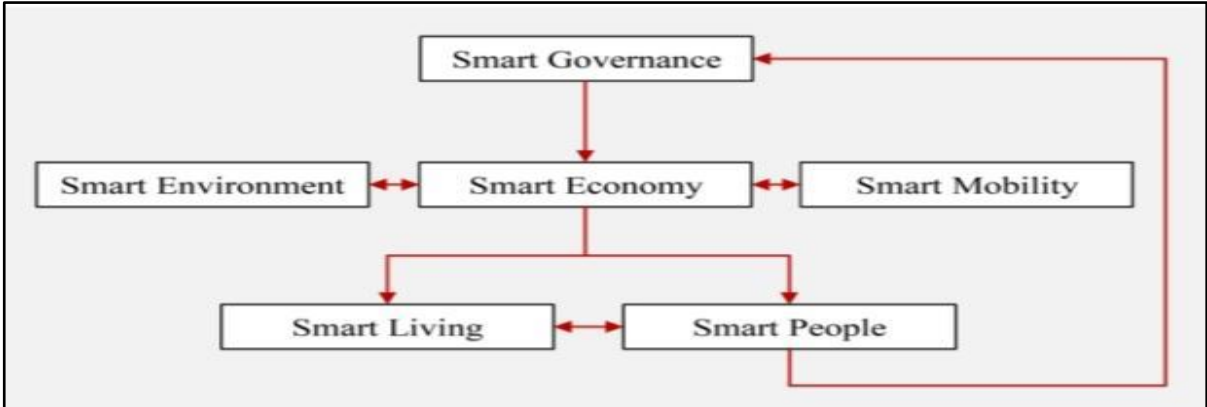 Smart Governance
Smart Environment
Smart Economy
Smart Mobility
Smart Living
Smart People